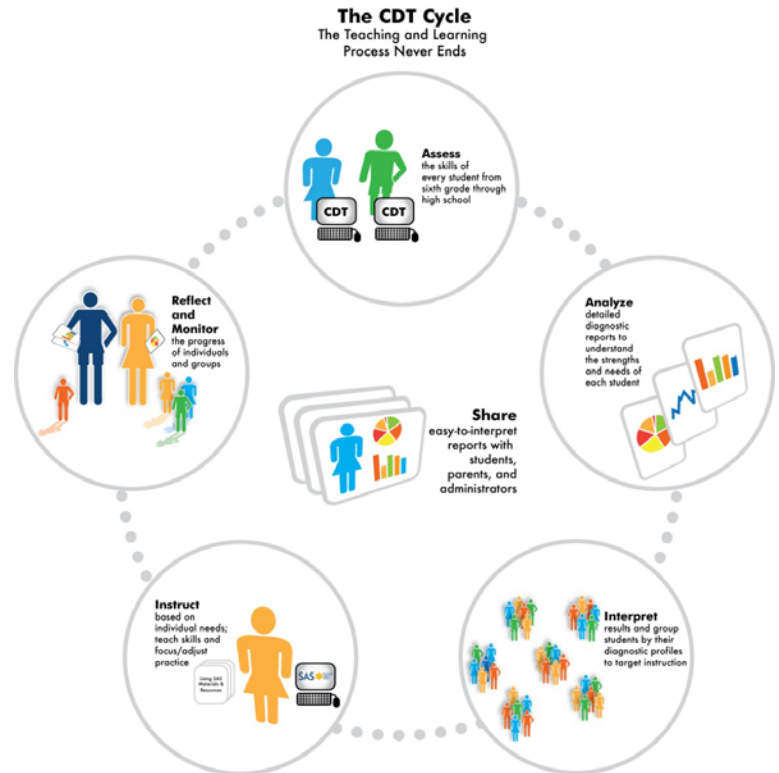 The CDT Cycle
The Teaching and Learning
Process Never Ends
Assess
the skills of
every student from
sixth grade through
high school
CDT
CDT
Analyze
detailed
diagnostic
reports to
understand
the strengths
and needs of
each student
Interpret
results and group
students by their
diagnostic profiles
to target instruction
Instruct
based on
individual needs;
teach skills and
focus/adjust
practice
Using SAS
Materials &
Resources
SAS
Reflect
and
Monitor
the progress
of individuals
and groups
Share
easy-to-interpret
reports with
students,
parents, and
administrators